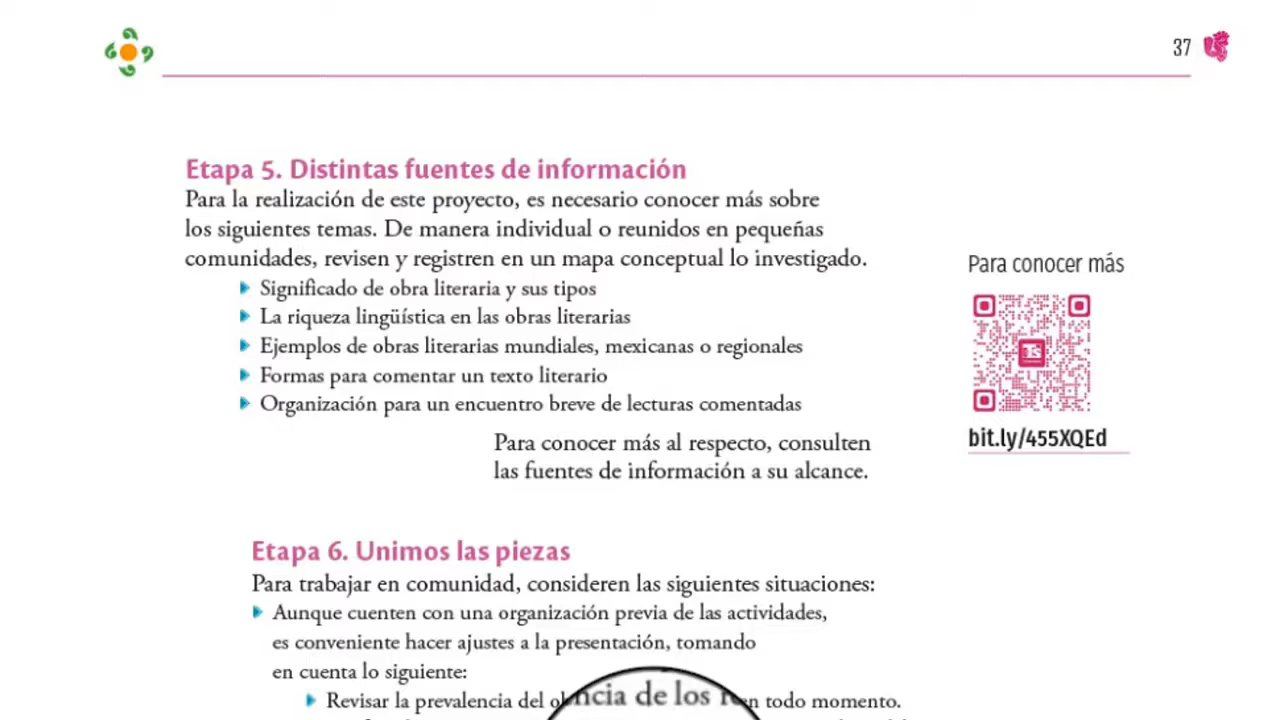 37
Etapa 5. Distintas fuentes de información
Para la realización de este proyecto, es necesario conocer más sobre
los siguientes temas. De manera individual o reunidos en pequeñas
comunidades, revisen y registren en un mapa conceptual lo investigado.
Significado de obra literaria y sus tipos
La riqueza lingüística en las obras literarias
Ejemplos de obras literarias mundiales, mexicanas o regionales
Formas para comentar un texto literario
Organización para un encuentro breve de lecturas comentadas
Para conocer más al respecto, consulten
las fuentes de información a su alcance.
Para conocer más
bit.ly/455XQEd
Etapa 6. Unimos las piezas
Para trabajar en comunidad, consideren las siguientes situaciones:
Aunque cuenten con una organización previa de las actividades,
es conveniente hacer ajustes a la presentación, tomando
en cuenta lo siguiente:
Revisar la prevalencia del de los en todo momento.